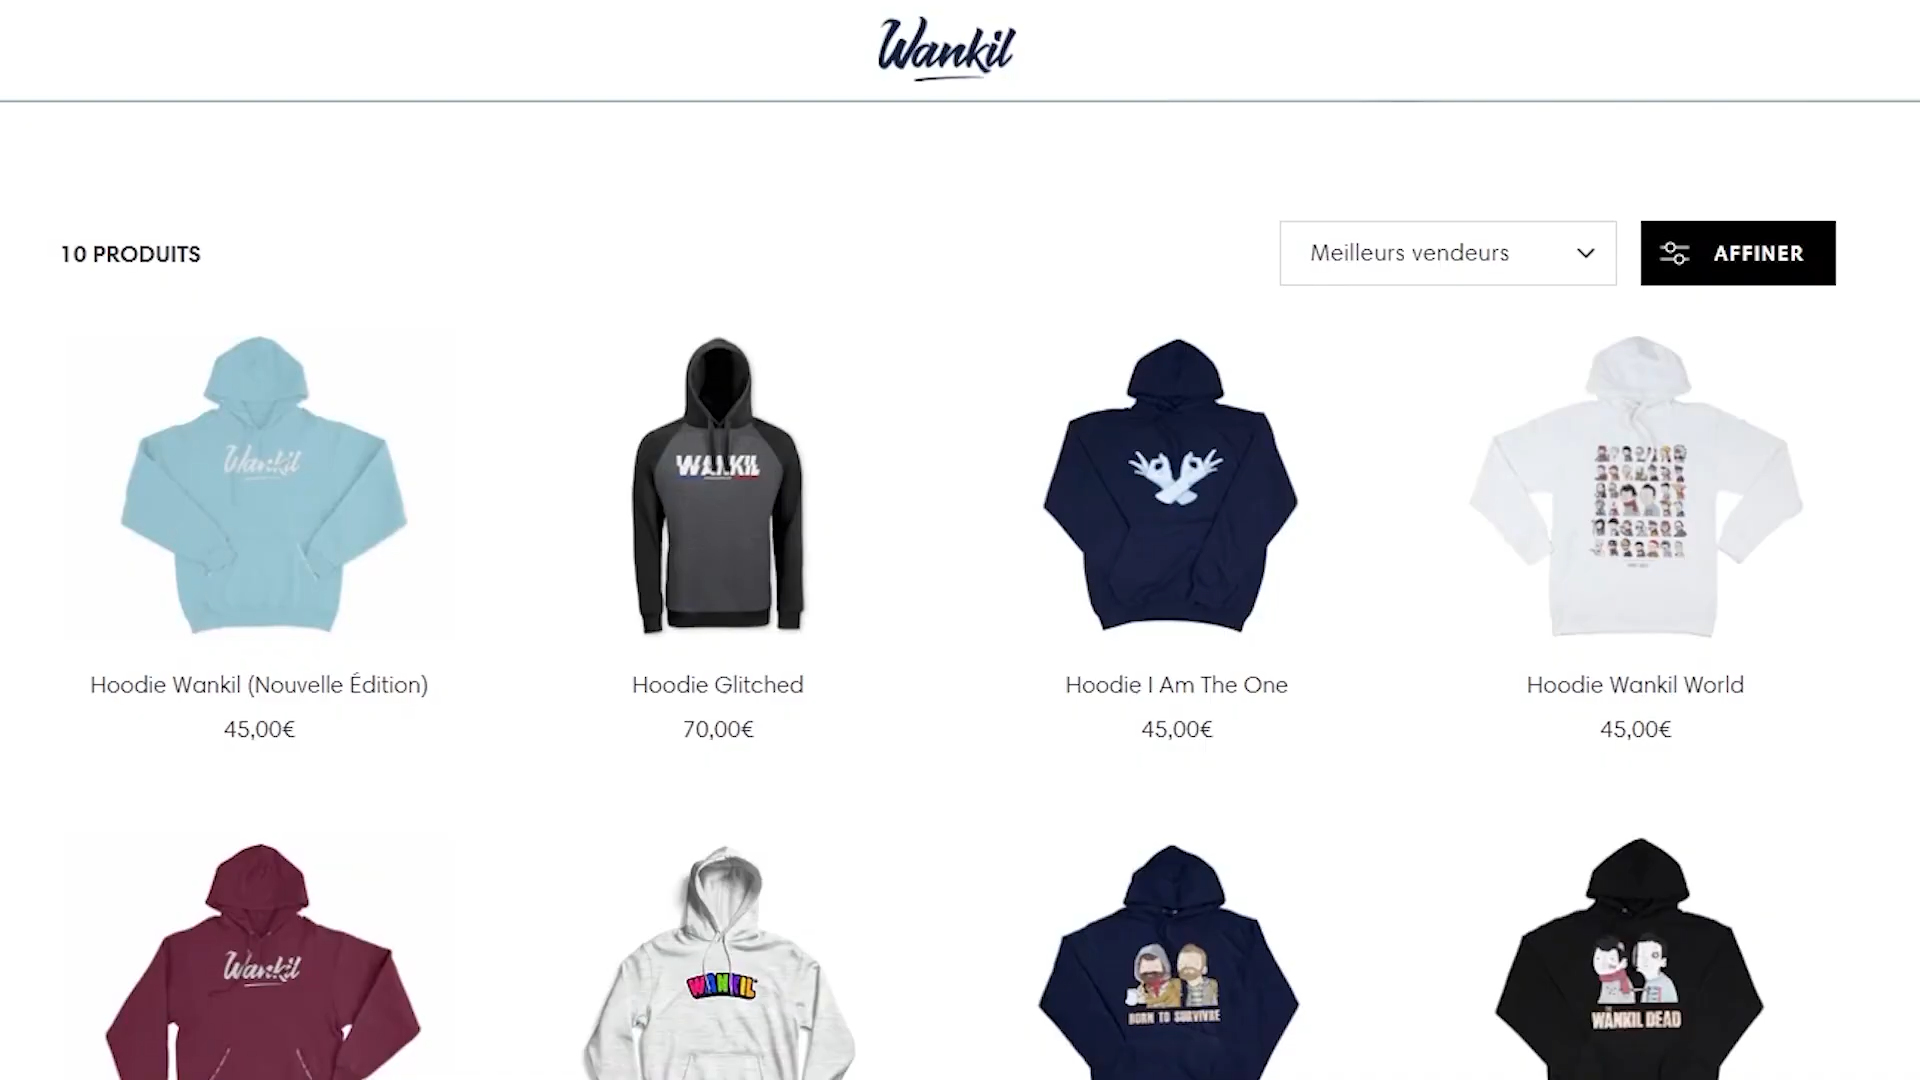 Wankil
10 PRODUITS
Meilleurs vendeurs
AFFINER
Wankil
WANKIL
Hoodie Wankil (Nouvelle Édition)
Hoodie Glitched
Hoodie I Am The One
Hoodie Wankil World
45,00€
70,00€
45,00€
45,00€
Wankil
WANKIL
BORN TO SURVIVRE
WANKIL DEAD